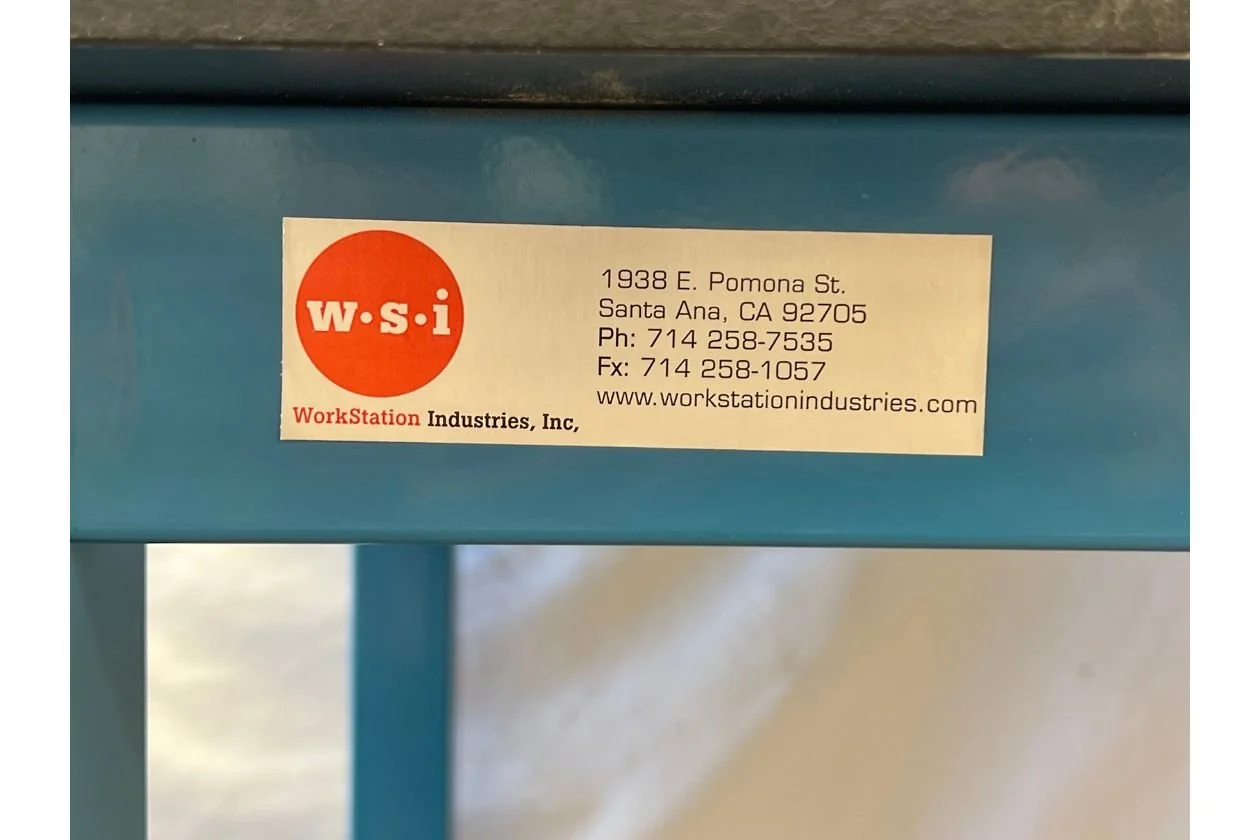 w·s·i
WorkStation Industries, Inc,
1938 E. Pomona St.
Santa Ana, CA 92705
Ph: 714 258-7535
Fx: 714 258-1057
www.workstationindustries.com